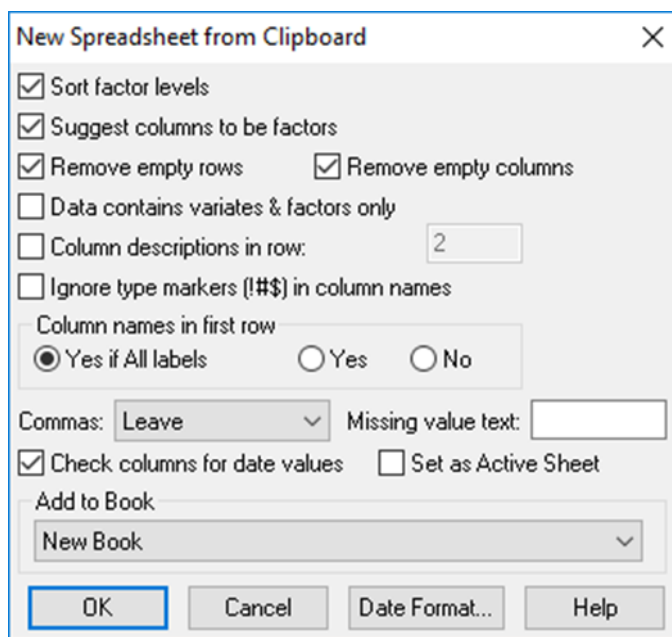 New Spreadsheet from Clipboard
Sort factor levels
Suggest columns to be factors
Remove empty rows Remove empty columns
Data contains variates & factors only
Column descriptions in row: 2
Ignore type markers (!#$) in column names
Column names in first row
Yes if All labels Yes No
Commas: Leave Missing value text:
Check columns for date values Set as Active Sheet
Add to Book
New Book
OK Cancel Date Format... Help